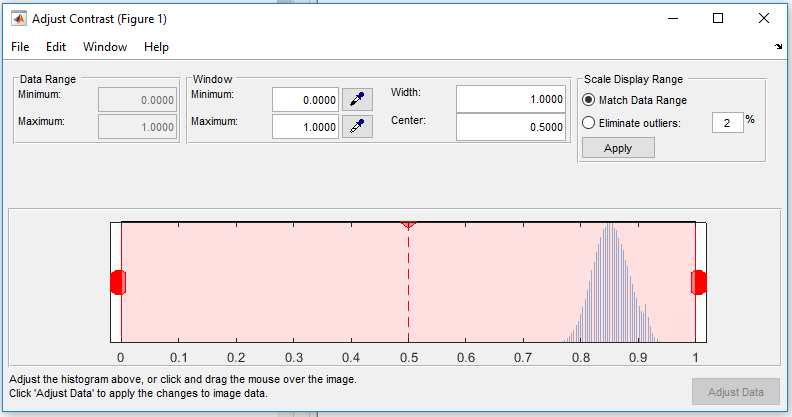 Adjust Contrast (Figure 1)
File Edit Window Help
Data Range
Minimum: 0.0000
Maximum: 1.0000
Window
Minimum: 0.0000
Maximum: 1.0000
Width: 1.0000
Center: 0.5000
Scale Display Range
Match Data Range
Eliminate outliers: 2 %
Apply
0 0.1 0.2 0.3 0.4 0.5 0.6 0.7 0.8 0.9 1
Adjust the histogram above, or click and drag the mouse over the image.
Click 'Adjust Data' to apply the changes to image data.
Adjust Data